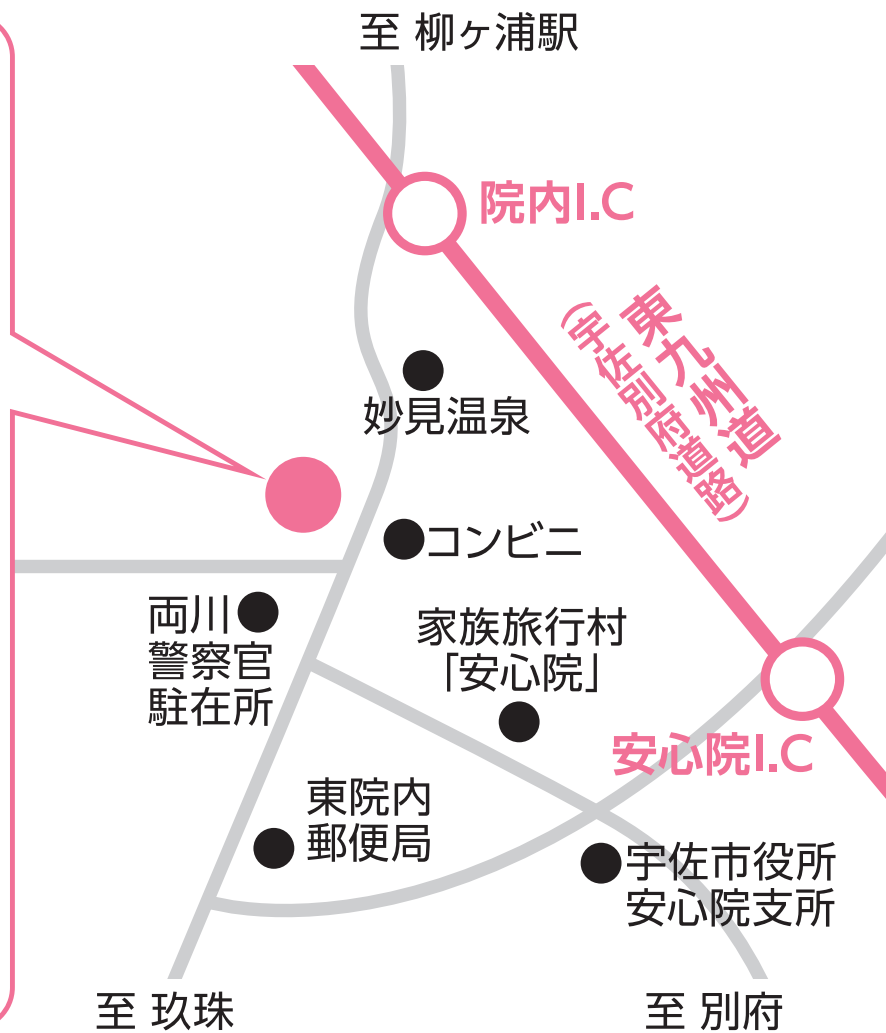 至 柳ヶ浦駅
院内I.C
東九州道
(宇佐別府道路)
妙見温泉
コンビニ
両川
警察官
駐在所
家族旅行村
「安心院」
安心院I.C
東院内
郵便局
宇佐市役所
安心院支所
至 玖珠
至 別府